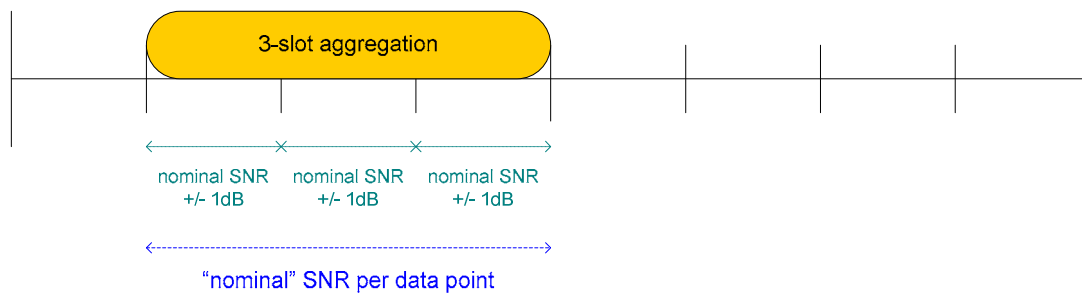 3-slot aggregation
nominal SNR
+/- 1dB
nominal SNR
+/- 1dB
nominal SNR
+/- 1dB
“nominal” SNR per data point